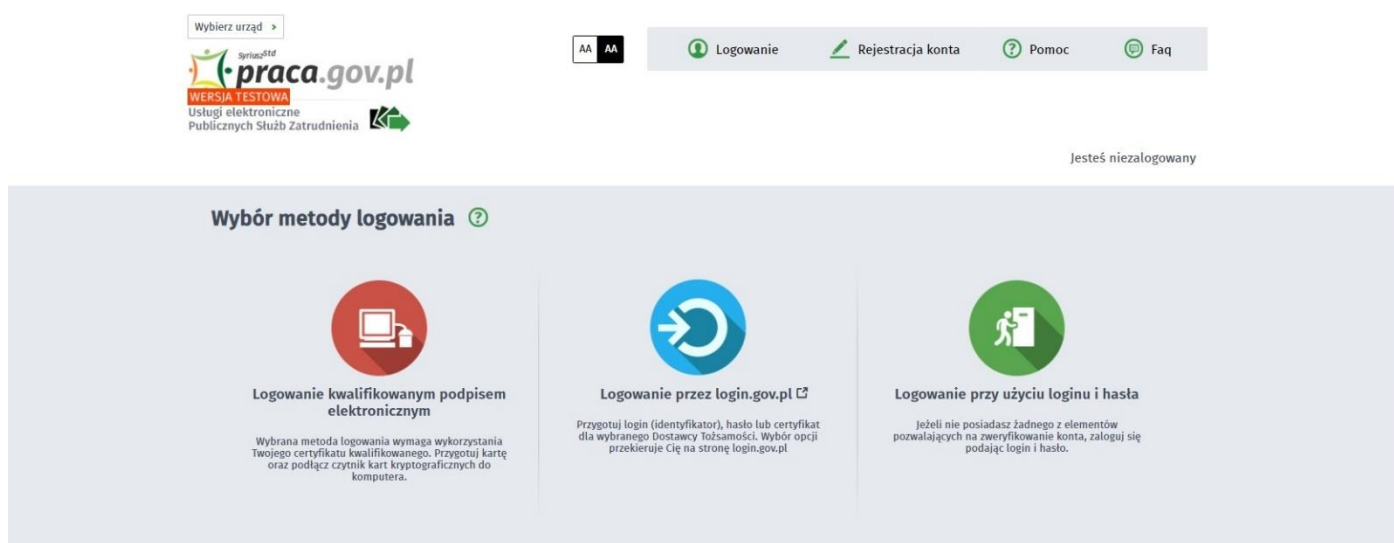 Wybierz urząd >
AA AA
Logowanie
Rejestracja konta
Pomoc
Faq
Syriusz Std
praca.gov.pl
WERSJA TESTOWA
Usługi elektroniczne
Publicznych Służb Zatrudnienia
Jesteś niezalogowany
Wybór metody logowania ?
Logowanie kwalifikowanym podpisem
elektronicznym
Wybrana metoda logowania wymaga wykorzystania
Twojego certyfikatu kwalifikowanego. Przygotuj kartę
oraz podłącz czytnik kart kryptograficznych do
komputera.
Logowanie przez login.gov.pl
Przygotuj login (identyfikator), hasło lub certyfikat
dla wybranego Dostawcy Tożsamości. Wybór opcji
przekieruje Cię na stronę login.gov.pl
Logowanie przy użyciu loginu i hasła
Jeżeli nie posiadasz żadnego z elementów
pozwalających na zweryfikowanie konta, zaloguj się
podając login i hasło.